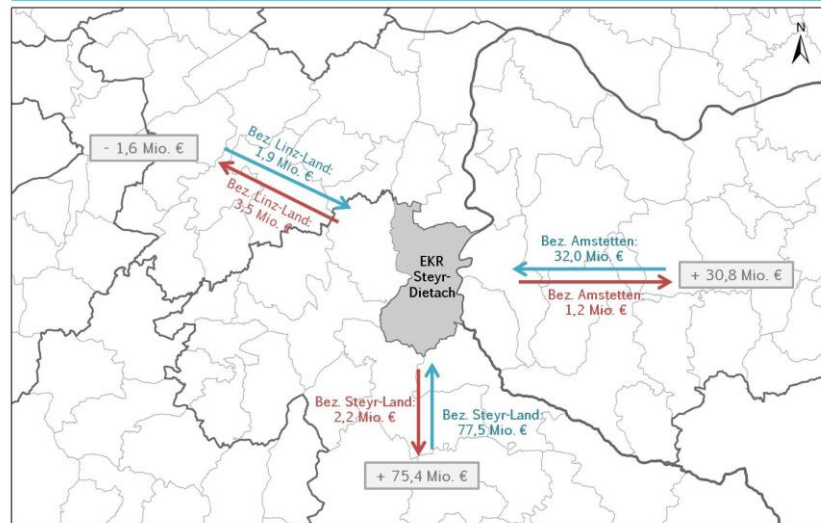 N
Bez. Linz-Land:
1,9 Mio. €
- 1,6 Mio. €
Bez. Linz-Land:
3,5 Mio. €
EKR
Steyr-
Dietach
Bez. Amstetten:
32,0 Mio. €
+ 30,8 Mio. €
Bez. Amstetten:
1,2 Mio. €
Bez. Steyr-Land:
2,2 Mio. €
Bez. Steyr-Land:
77,5 Mio. €
+ 75,4 Mio. €